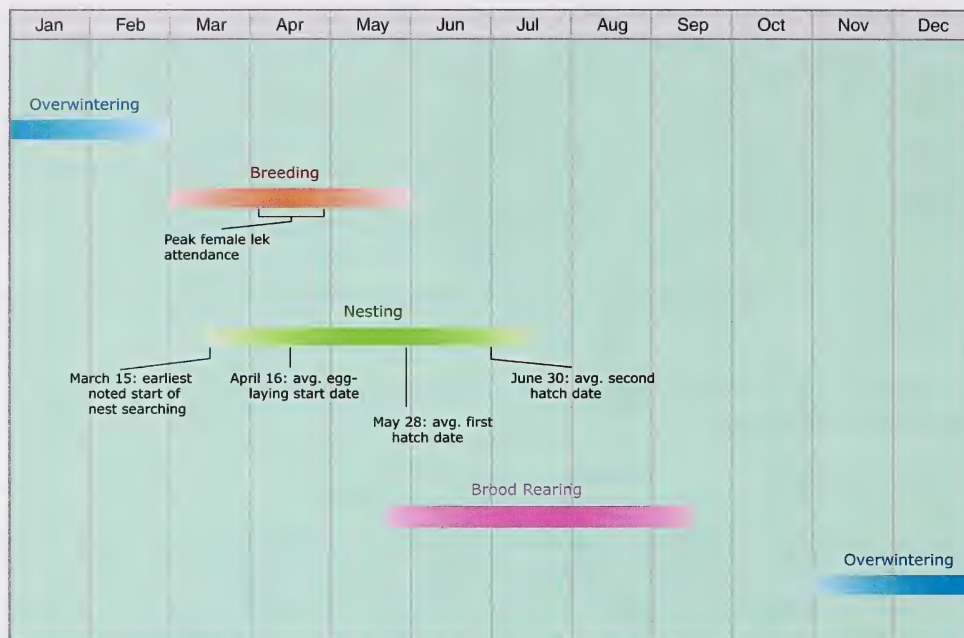 Jan Feb Mar Apr May Jun Jul Aug Sep Oct Nov Dec
Overwintering
Breeding
Peak female lek
attendance
Nesting
March 15: earliest
noted start of
nest searching
April 16: avg. egg-
laying start date
May 28: avg. first
hatch date
June 30: avg. second
hatch date
Brood Rearing
Overwintering